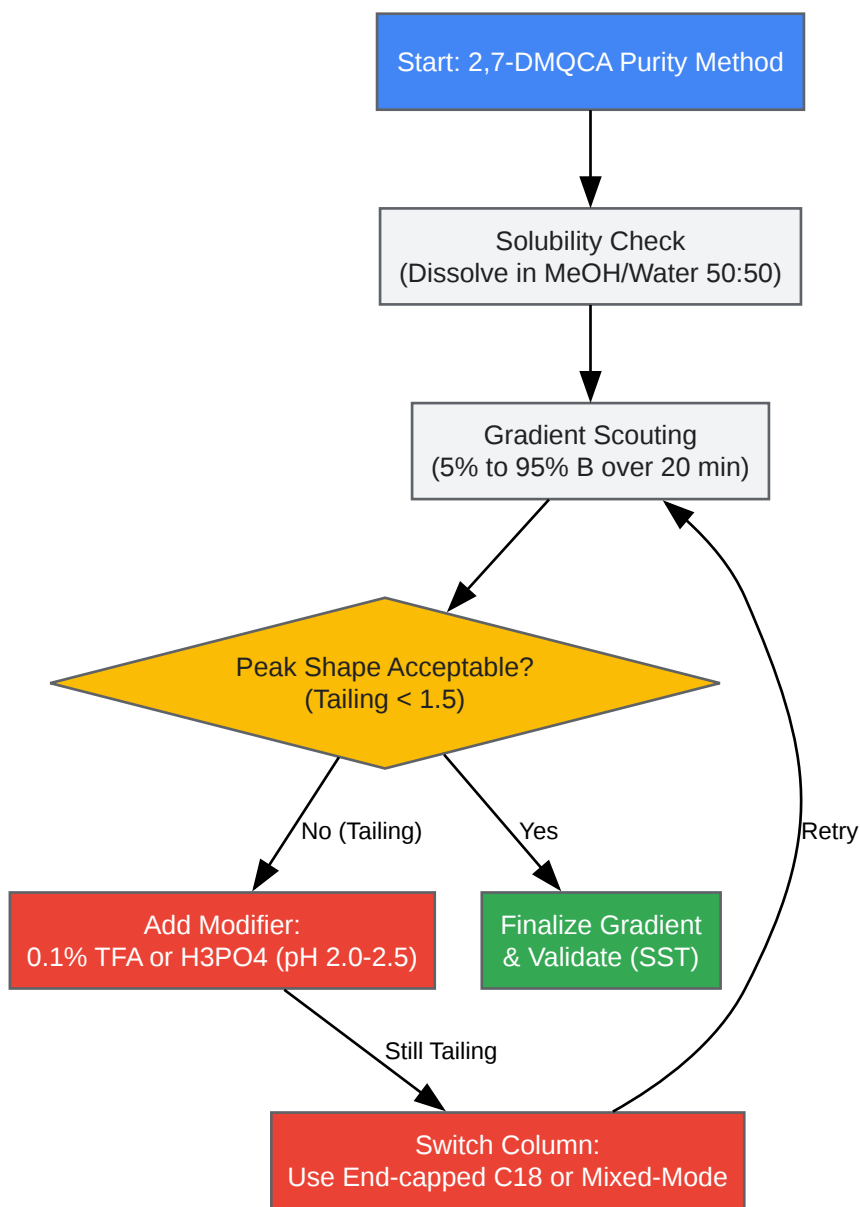 Start: 2,7-DMQCA Purity Method
Solubility Check
(Dissolve in MeOH/Water 50:50)
Gradient Scouting
(5% to 95% B over 20 min)
Peak Shape Acceptable?
(Tailing < 1.5)
No (Tailing)
Yes
Retry
Add Modifier:
0.1% TFA or H3PO4 (pH 2.0-2.5)
Finalize Gradient
& Validate (SST)
Still Tailing
Switch Column:
Use End-capped C18 or Mixed-Mode